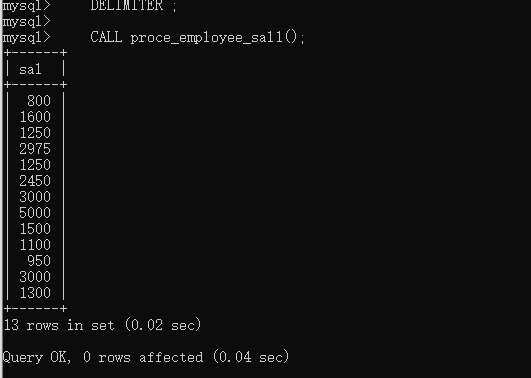 mysql>     DELIMITER ;
mysql>
mysql>     CALL proce_employee_sal1();
+------+
| sal  |
+------+
|  800 |
| 1600 |
| 1250 |
| 2975 |
| 1250 |
| 2450 |
| 3000 |
| 5000 |
| 1500 |
| 1100 |
|  950 |
| 3000 |
| 1300 |
+------+
13 rows in set (0.02 sec)
Query OK, 0 rows affected (0.04 sec)